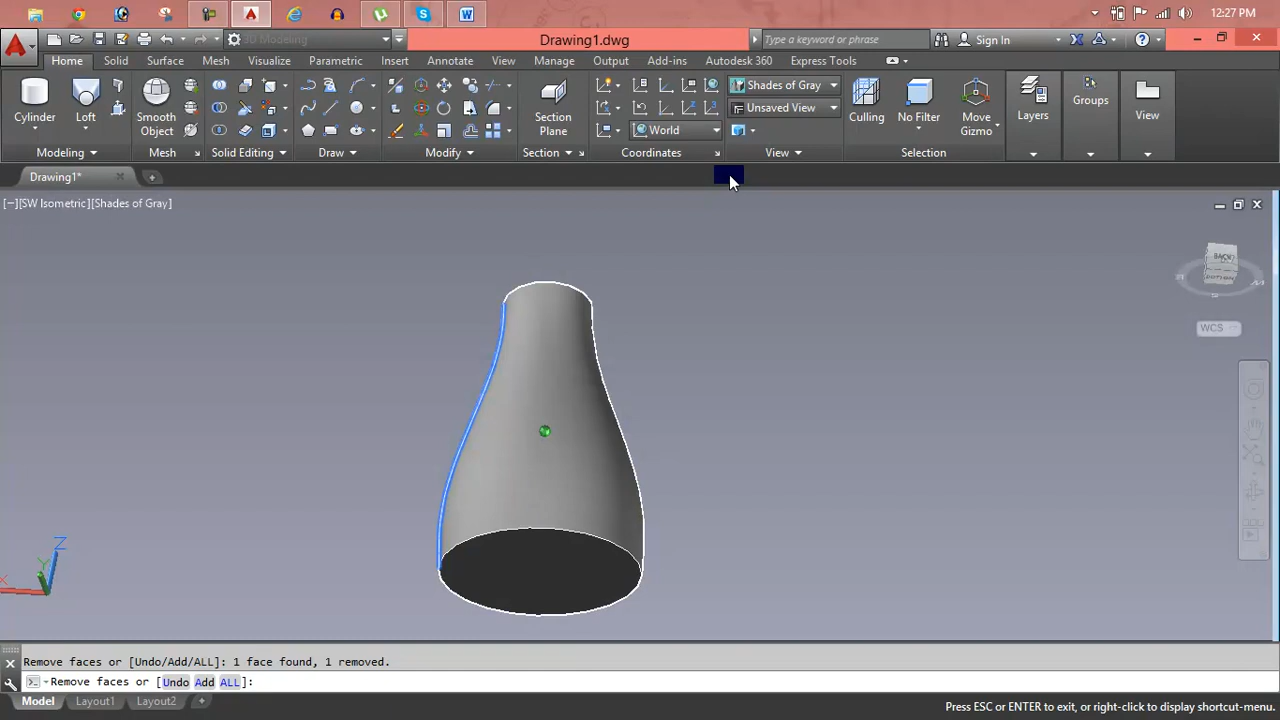 12:27 PM
3D Modeling
Drawing1.dwg
Type a keyword or phrase
Sign In
Home Solid Surface Mesh Visualize Parametric Insert Annotate View Manage Output Add-ins Autodesk 360 Express Tools
Cylinder
Loft
Smooth
Object
Section
Plane
World
Shades of Gray
Unsaved View
Culling
No Filter
Move
Gizmo
Layers
Groups
View
Modeling Mesh Solid Editing Draw Modify Section Coordinates View Selection
Drawing1*
[−][SW Isometric][Shades of Gray]
BACK
WCS
Z
Y
X
Remove faces or [Undo/Add/ALL]: 1 face found, 1 removed.
Remove faces or [Undo Add ALL]:
Model Layout1 Layout2
Press ESC or ENTER to exit, or right-click to display shortcut-menu.